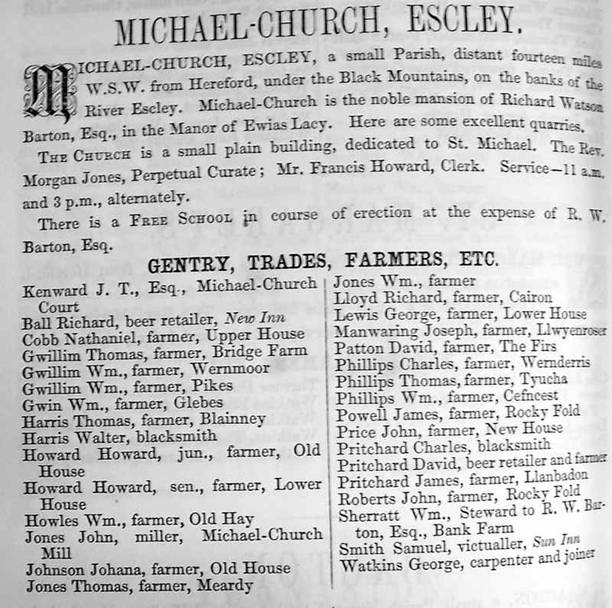 MICHAEL-CHURCH, ESCLEY.
MICHAEL-CHURCH, ESCLEY, a small Parish, distant fourteen miles
W.S.W. from Hereford, under the Black Mountains, on the banks of the
River Escley. Michael-Church is the noble mansion of Richard Watson
Barton, Esq., in the Manor of Ewias Lacy. Here are some excellent quarries.
THE CHURCH is a small plain building, dedicated to St. Michael. The Rev.
Morgan Jones, Perpetual Curate; Mr. Francis Howard, Clerk. Service—11 a.m.
and 3 p.m., alternately.
There is a FREE SCHOOL in course of erection at the expense of R. W.
Barton, Esq.
GENTRY, TRADES, FARMERS, ETC.
Kenward J. T., Esq., Michael-Church
Court
Ball Richard, beer retailer, New Inn
Cobb Nathaniel, farmer, Upper House
Gwillim Thomas, farmer, Bridge Farm
Gwillim Wm., farmer, Wernmoor
Gwillim Wm., farmer, Pikes
Gwin Wm., farmer, Glebes
Harris Thomas, farmer, Blainney
Harris Walter, blacksmith
Howard Howard, jun., farmer, Old
House
Howard Howard, sen., farmer, Lower
House
Howles Wm., farmer, Old Hay
Jones John, miller, Michael-Church
Mill
Johnson Johana, farmer, Old House
Jones Thomas, farmer, Meardy
Jones Wm., farmer
Lloyd Richard, farmer, Cairon
Lewis George, farmer, Lower House
Manwaring Joseph, farmer, Llwyenroser
Patton David, farmer, The Firs
Phillips Charles, farmer, Wernderris
Phillips Thomas, farmer, Tyucha
Phillips Wm., farmer, Cefncest
Powell James, farmer, Rocky Fold
Price John, farmer, New House
Pritchard Charles, blacksmith
Pritchard David, beer retailer and farmer
Pritchard James, farmer, Llanbadon
Roberts John, farmer, Rocky Fold
Sherratt Wm., Steward to R. W. Bar-
ton, Esq., Bank Farm
Smith Samuel, victualler, Sun Inn
Watkins George, carpenter and joiner